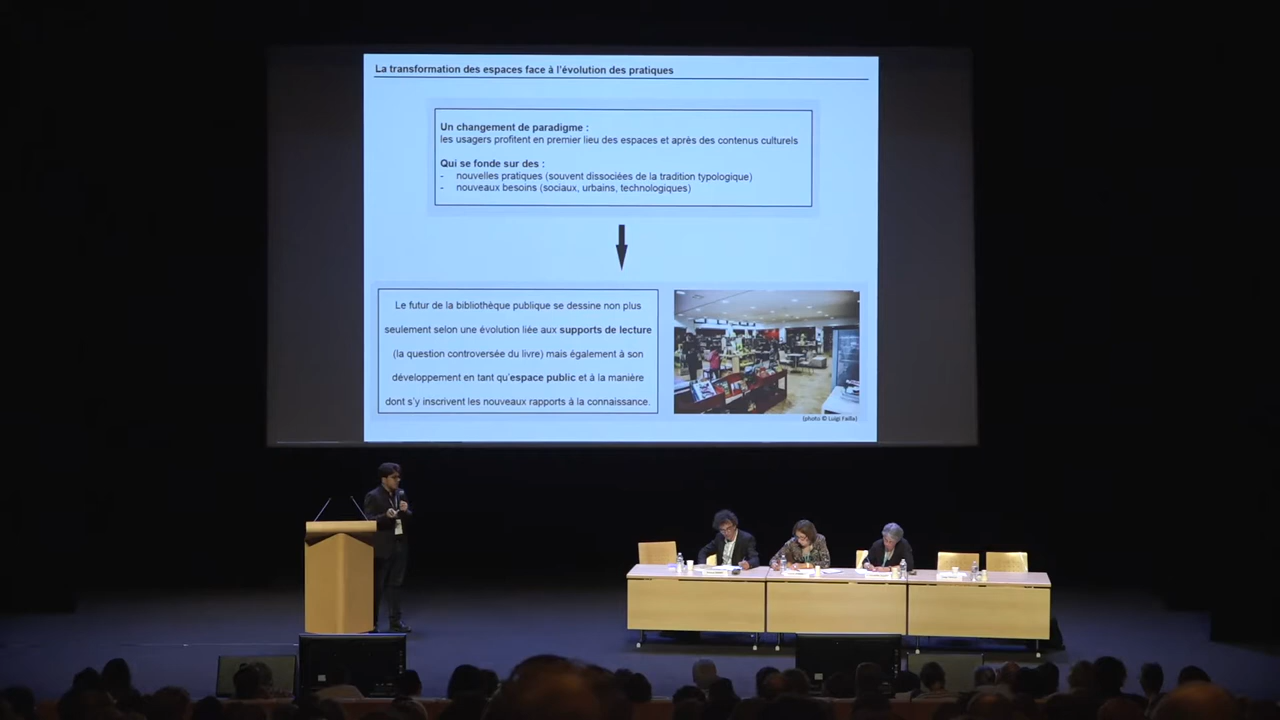 La transformation des espaces face à l'évolution des pratiques
Un changement de paradigme :
les usagers profitent en premier lieu des espaces et après des contenus culturels
Qui se fonde sur des :
- nouvelles pratiques (souvent dissociées de la tradition typologique)
- nouveaux besoins (sociaux, urbains, technologiques)
Le futur de la bibliothèque publique se dessine non plus
seulement selon une évolution liée aux supports de lecture
(la question controversée du livre) mais également à son
développement en tant qu'espace public et à la manière
dont s'y inscrivent les nouveaux rapports à la connaissance.
(photo © Luigi Failla)